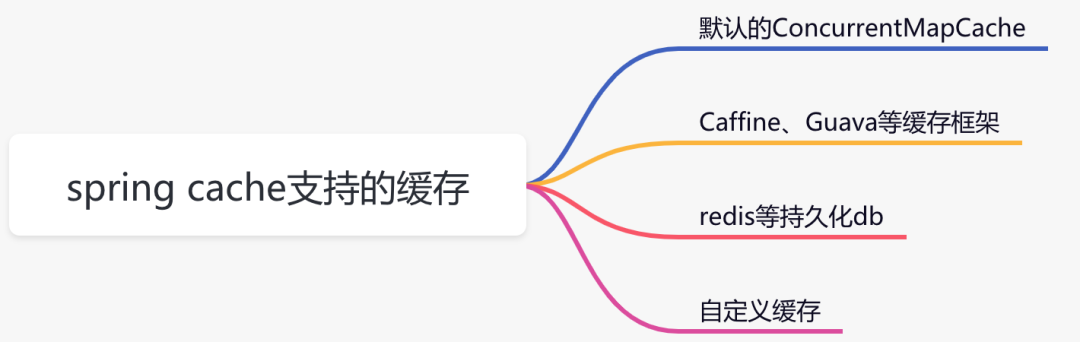 默认的ConcurrentMapCache
Caffine、Guava等缓存框架
spring cache支持的缓存
redis等持久化db
自定义缓存